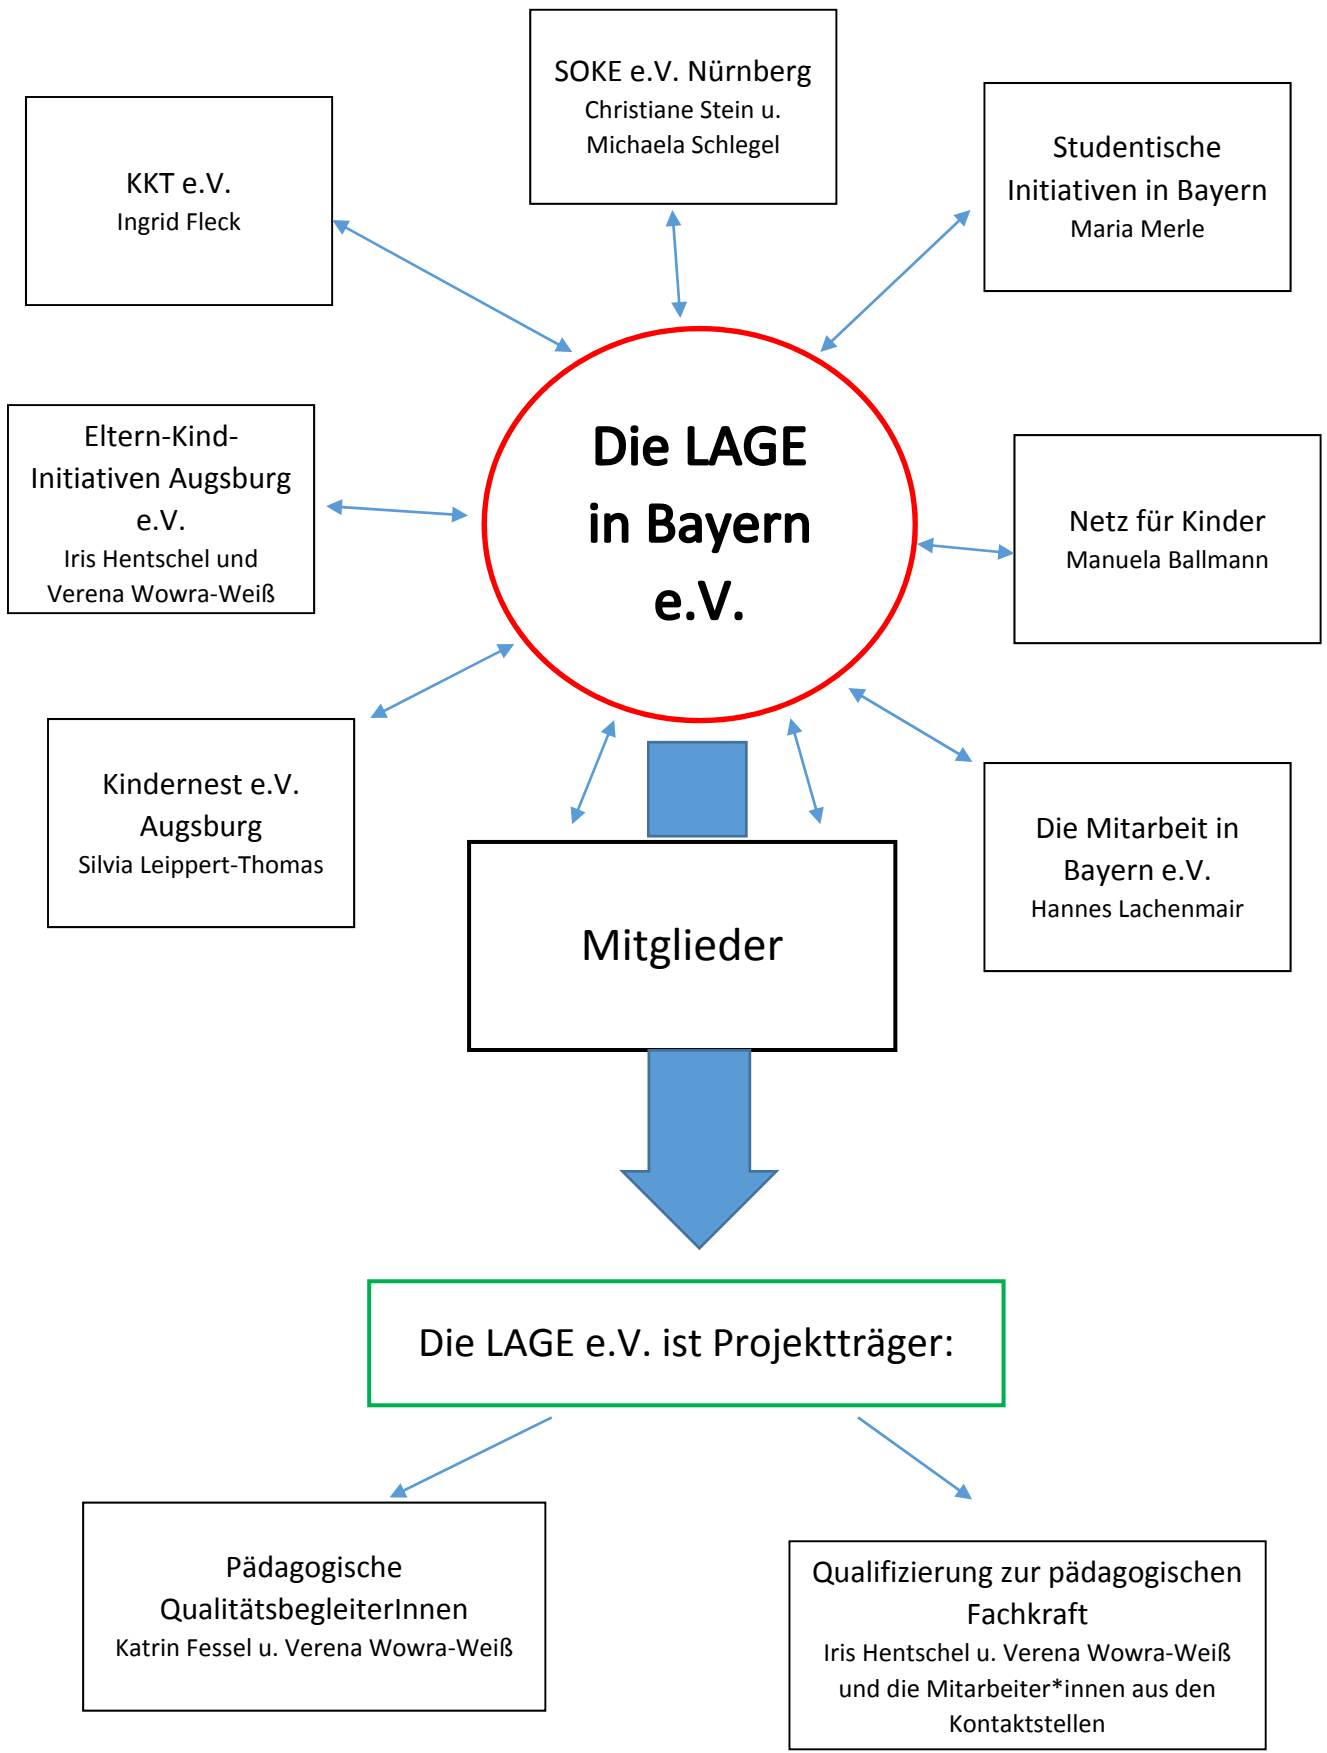 SOKE e.V. Nürnberg
Christiane Stein u.
Michaela Schlegel
KKT e.V.
Ingrid Fleck
Studentische
Initiativen in Bayern
Maria Merle
Eltern-Kind-
Initiativen Augsburg
e.V.
Iris Hentschel und
Verena Wowra-Weiß
Die LAGE
in Bayern
e.V.
Netz für Kinder
Manuela Ballmann
Kindernest e.V.
Augsburg
Silvia Leippert-Thomas
Die Mitarbeit in
Bayern e.V.
Hannes Lachenmair
Mitglieder
Die LAGE e.V. ist Projektträger:
Pädagogische
QualitätsbegleiterInnen
Katrin Fessel u. Verena Wowra-Weiß
Qualifizierung zur pädagogischen
Fachkraft
Iris Hentschel u. Verena Wowra-Weiß
und die Mitarbeiter*innen aus den
Kontaktstellen